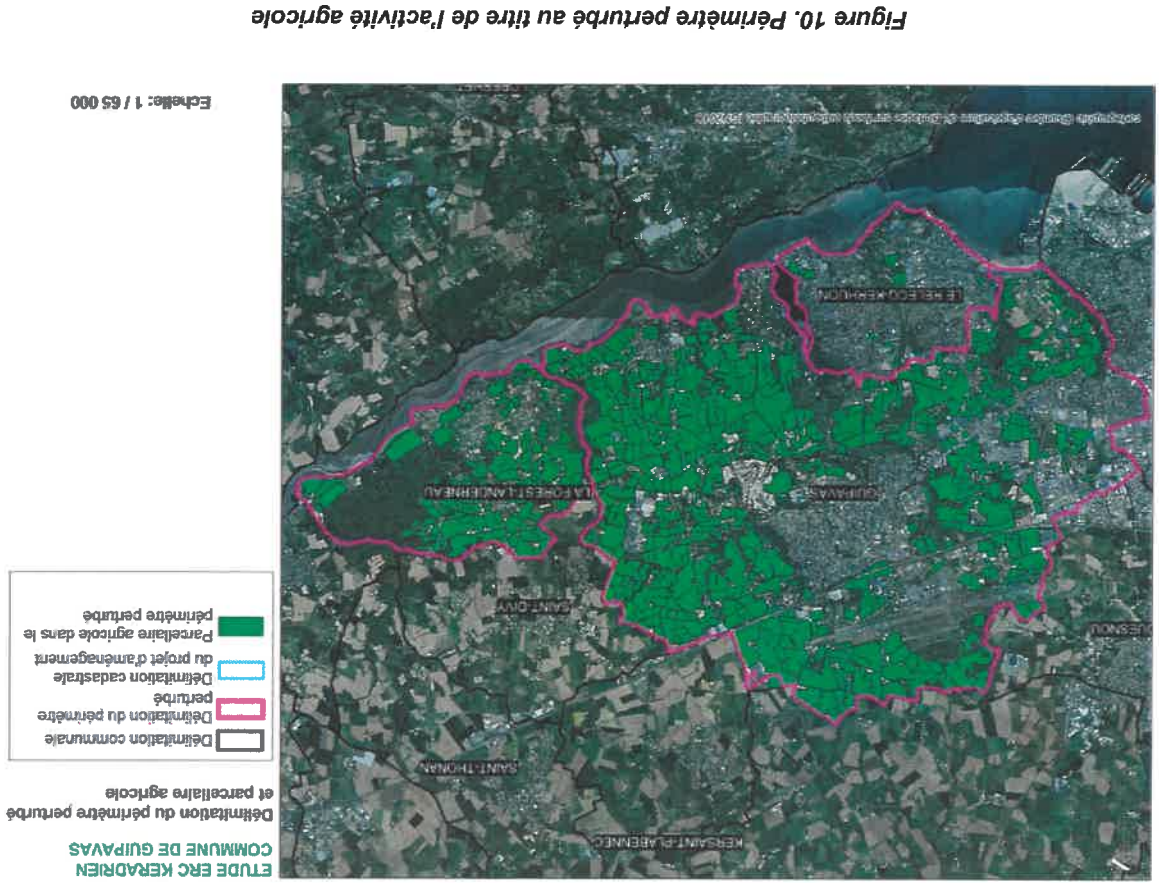 ETUDE ERC KERADRIEN
COMMUNE DE GUIPAVAS
Délimitation du périmètre perturbé
et parcellaire agricole
Délimitation communale
Délimitation du périmètre
perturbé
Délimitation cadastrale
du projet d'aménagement
Parcellaire agricole dans le
périmètre perturbé
KERSAINT-PLABENNEC
SAINT-THONAN
SAINT-DIVY
GUIPAVAS
LA FOREST-LANDERNEAU
LE RELECQ-KERHUON
Echelle: 1 / 65 000
Figure 10. Périmètre perturbé au titre de l'activité agricole